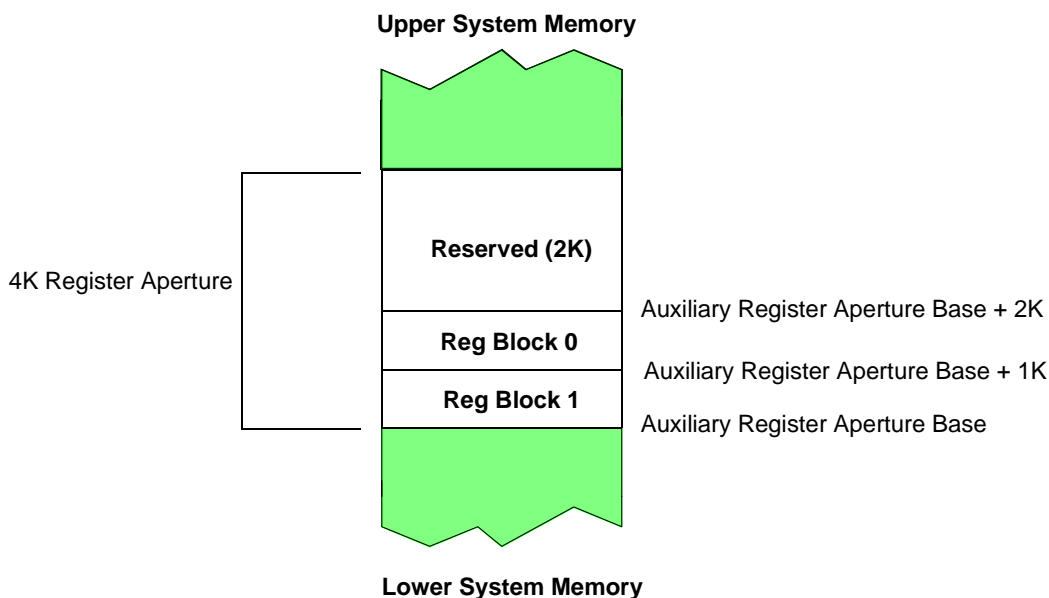 Upper System Memory
Reserved (2K)
4K Register Aperture
Auxiliary Register Aperture Base + 2K
Reg Block 0
Auxiliary Register Aperture Base + 1K
Reg Block 1
Auxiliary Register Aperture Base
Lower System Memory